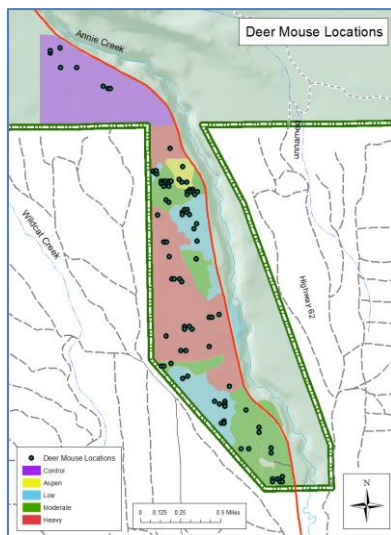 Deer Mouse Locations
Annie Creek
unnamed
Wildcat Creek
Highway 62
Deer Mouse Locations
Control
Aspen
Low
Moderate
Heavy
0 0.125 0.25 0.5 Miles
N